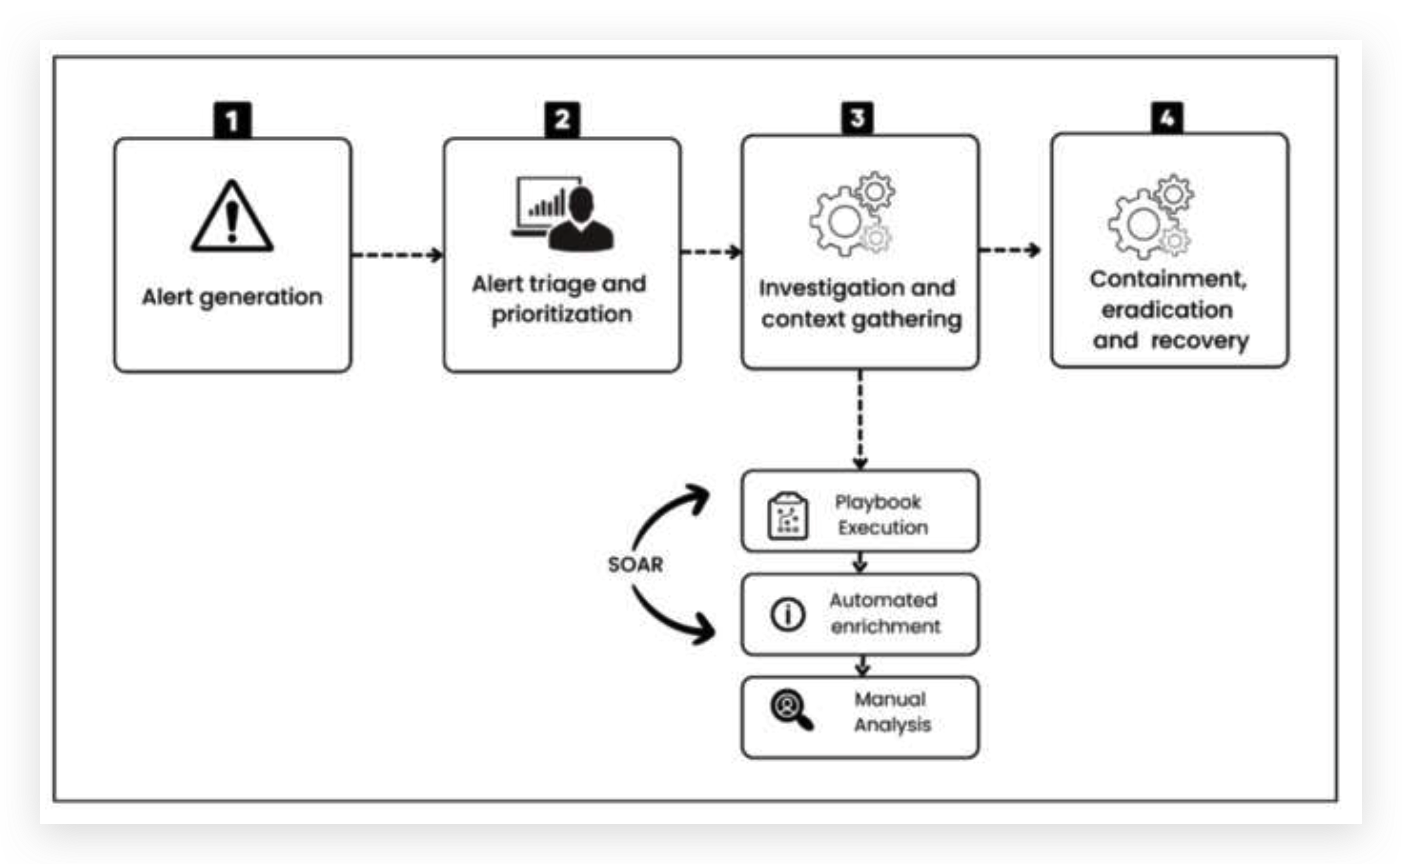 1
2
3
4
Alert generation
Alert triage and
prioritization
Investigation and
context gathering
Containment,
eradication
and recovery
SOAR
Playbook
Execution
Automated
enrichment
Manual
Analysis